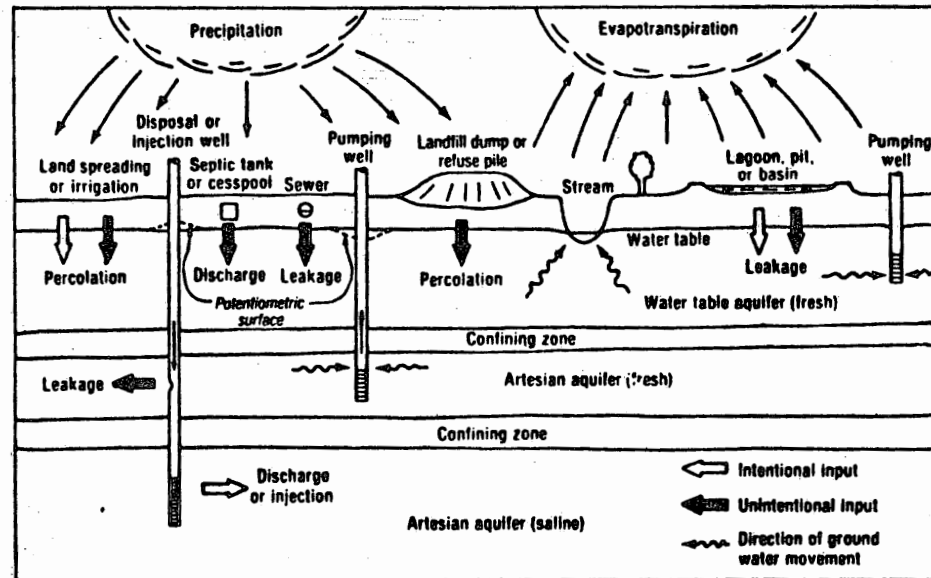 Precipitation
Evapotranspiration
Disposal or
Injection well
Land spreading
or irrigation
Septic tank
or cesspool
Sewer
Pumping
well
Landfill dump or
refuse pile
Stream
Lagoon, pit,
or basin
Pumping
well
Percolation
Discharge
Leakage
Percolation
Water table
Leakage
Potentiometric
surface
Water table aquifer (fresh)
Confining zone
Leakage
Artesian aquifer (fresh)
Confining zone
Discharge
or injection
Artesian aquifer (saline)
Intentional input
Unintentional input
Direction of ground
water movement